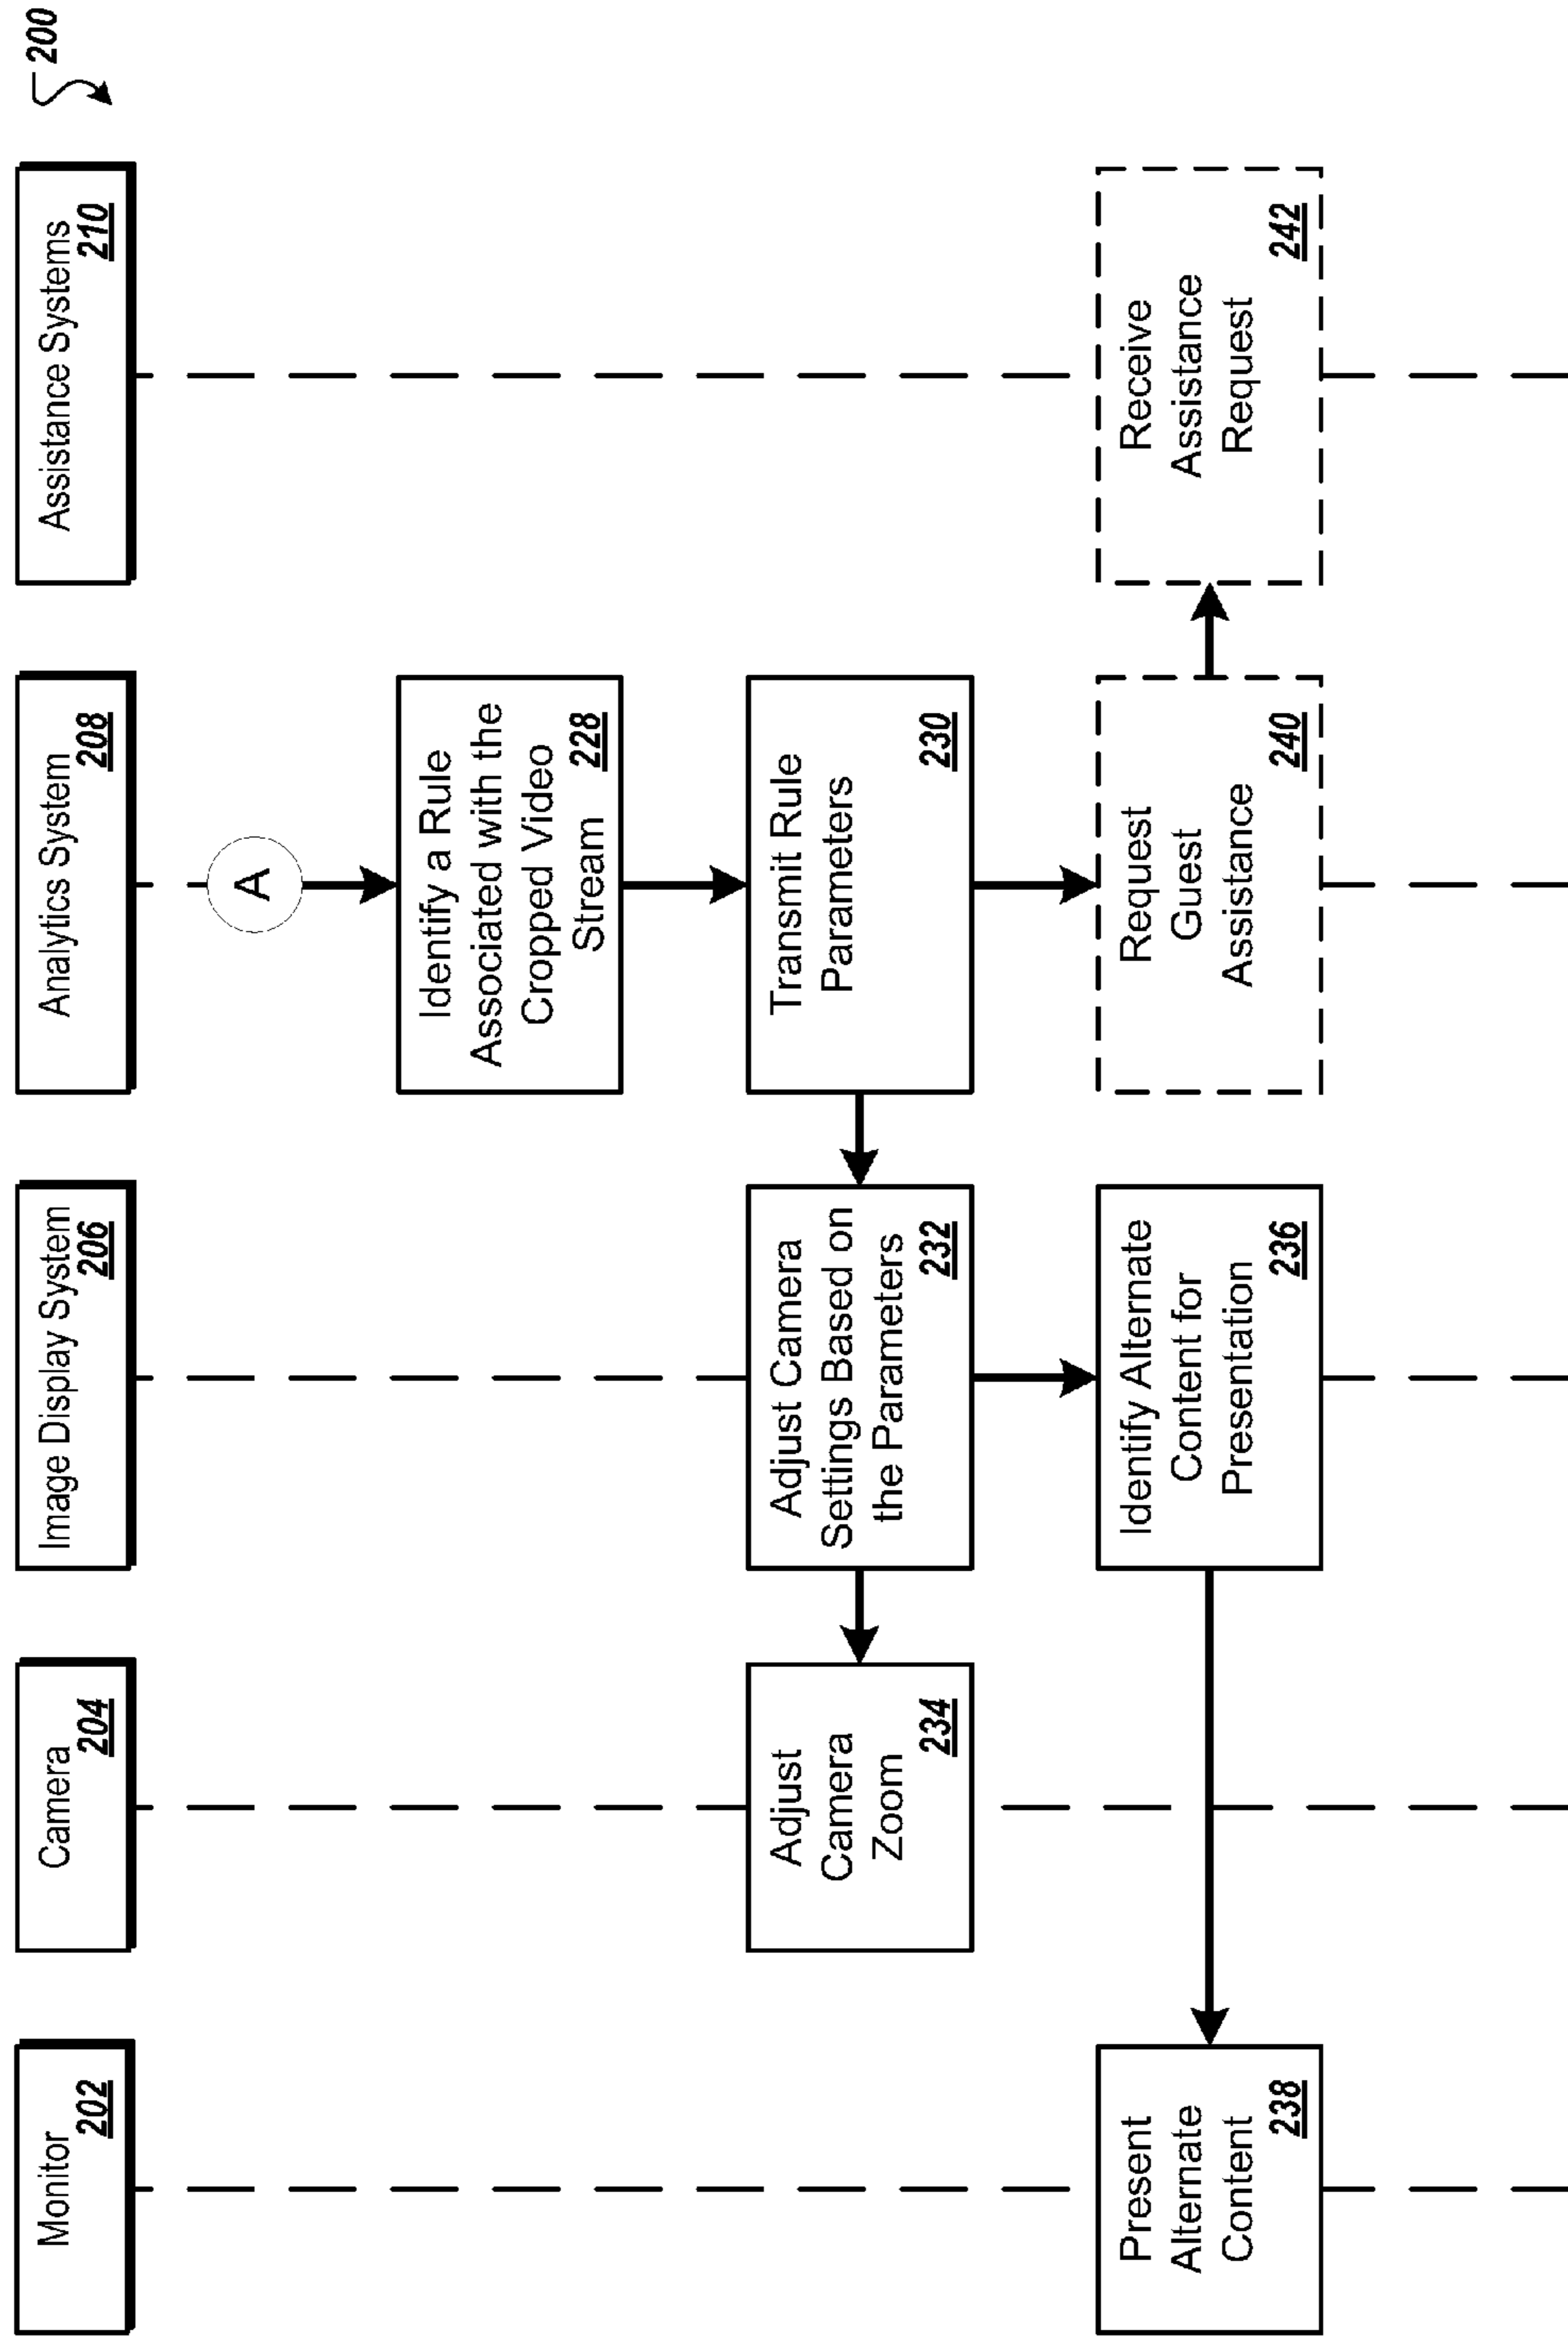 200
Monitor
202
Camera
204
Image Display System
206
Analytics System
208
Assistance Systems
210
A
Identify a Rule
Associated with the
Cropped Video
Stream
228
Adjust
Camera
Zoom
234
Adjust Camera
Settings Based on
the Parameters
232
Transmit Rule
Parameters
230
Present
Alternate
Content
238
Identify Alternate
Content for
Presentation
236
Request
Guest
Assistance
240
Receive
Assistance
Request
242